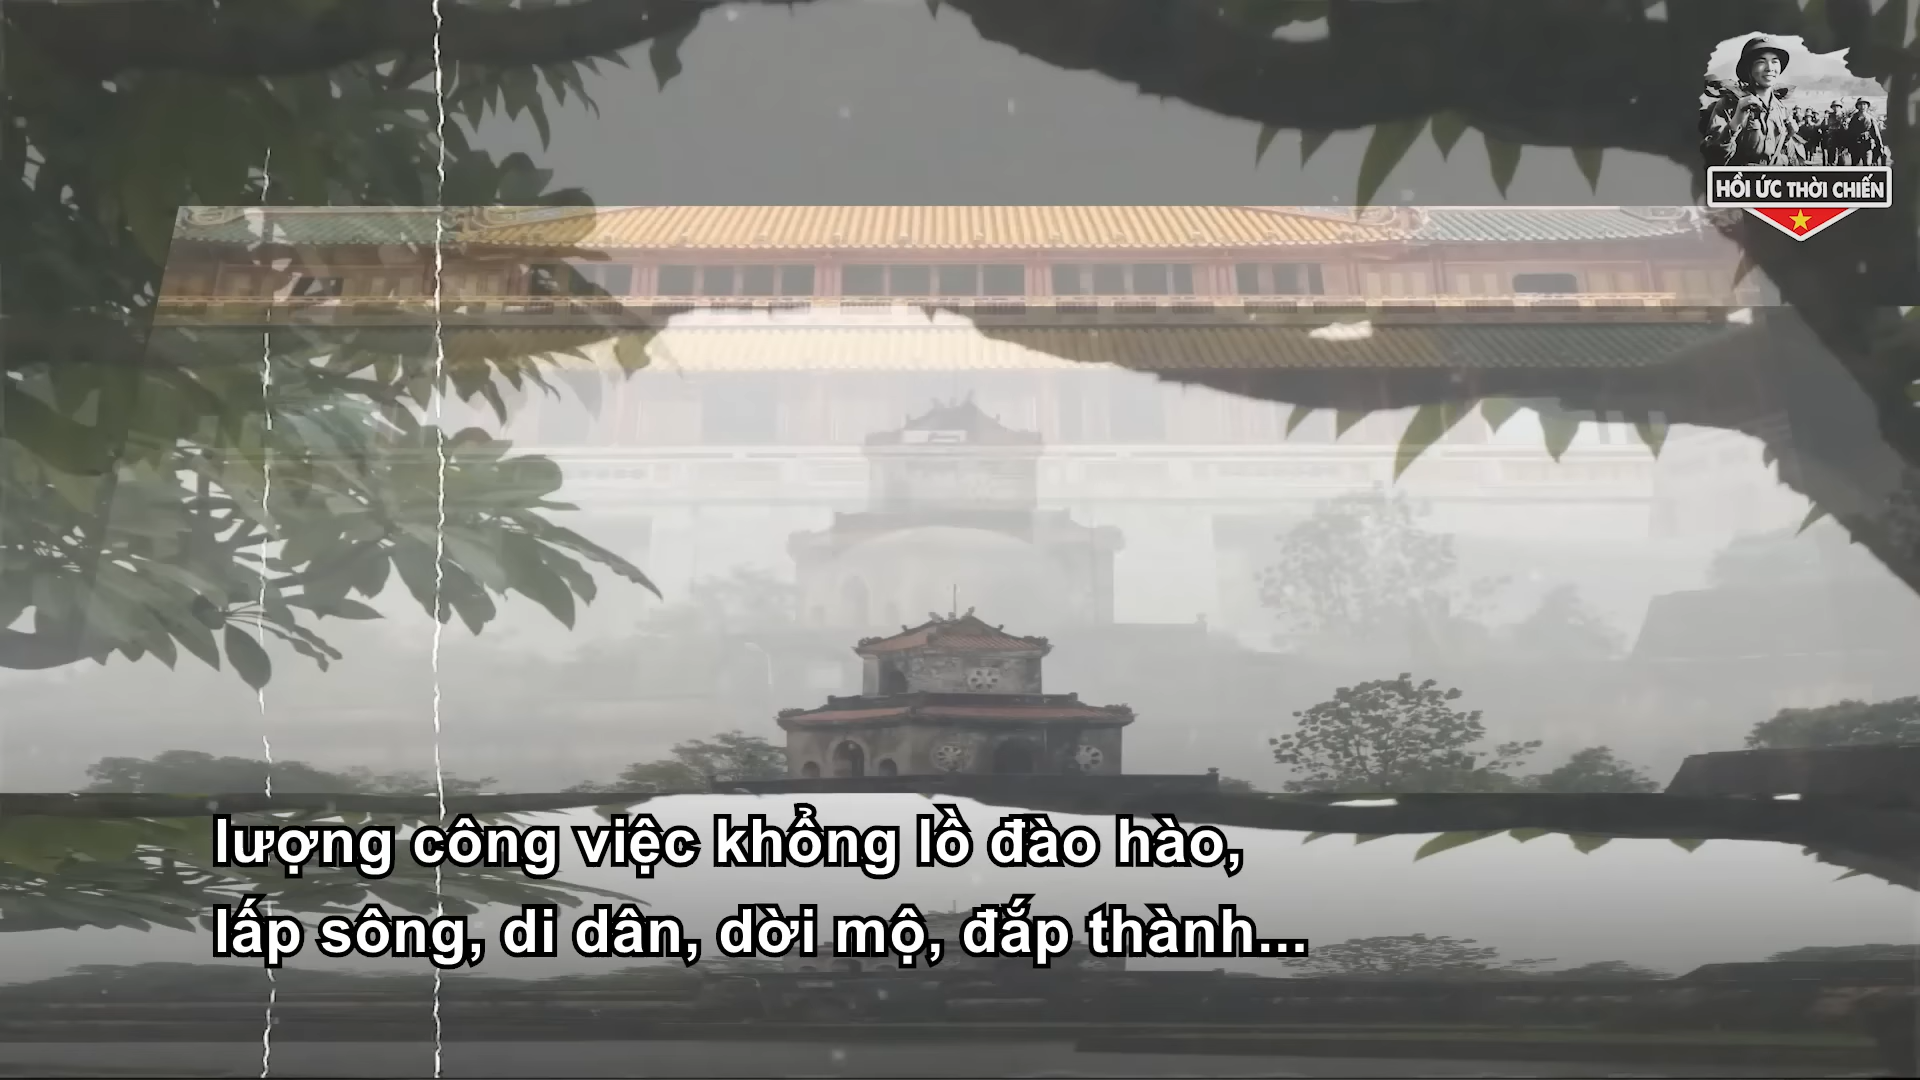 HỒI ỨC THỜI CHIẾN
lượng công việc khổng lồ đào hào,
lấp sông, di dân, dời mộ, đắp thành...